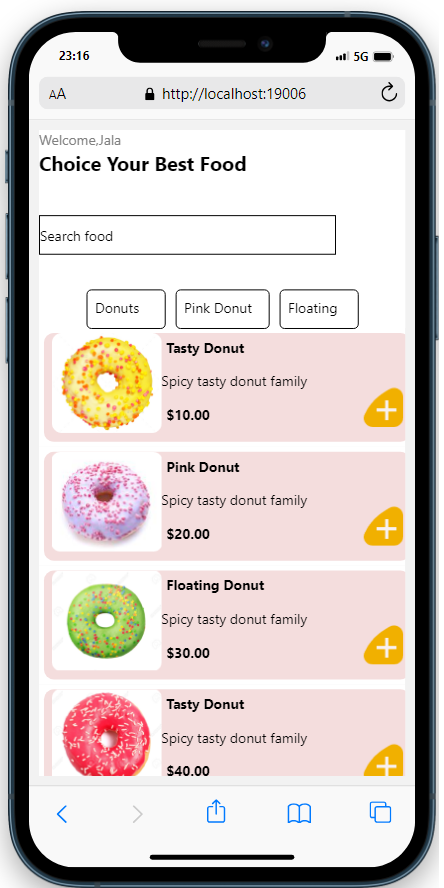 23:16
5G
AA
http://localhost:19006
Welcome,Jala
Choice Your Best Food
Search food
Donuts Pink Donut Floating
Tasty Donut
Spicy tasty donut family
$10.00
Pink Donut
Spicy tasty donut family
$20.00
Floating Donut
Spicy tasty donut family
$30.00
Tasty Donut
Spicy tasty donut family
$40.00